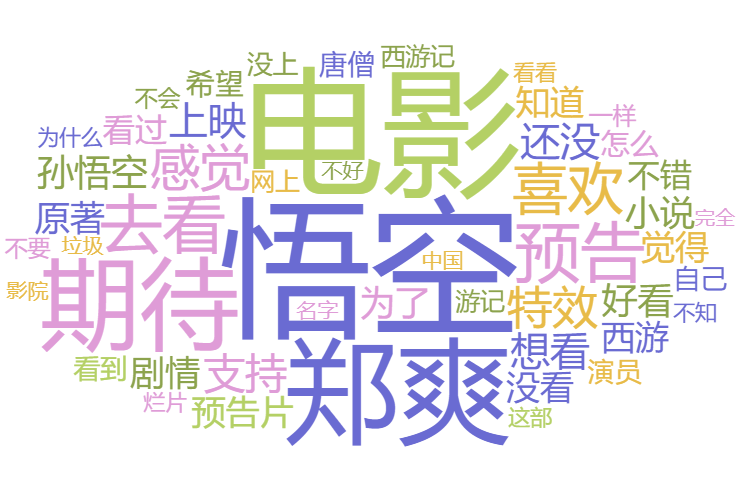 没上 唐僧 西游记
不会 希望 看看
为什么 看过 上映 电影 知道 一样
孙悟空 感觉 网上 不好 还没 怎么
原著 去看 喜欢 不错
不要 垃圾 悟空 小说 完全
影院 期待 中国 预告 觉得
名字 为了 游记 特效 好看 自己
不知
看到 剧情 支持 郑爽 想看 西游
烂片 预告片 没看 演员
这部